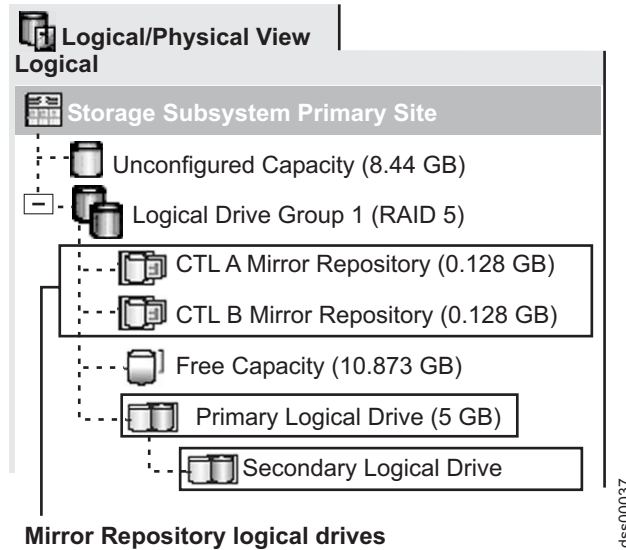 Logical/Physical View
Logical
Storage Subsystem Primary Site
Unconfigured Capacity (8.44 GB)
Logical Drive Group 1 (RAID 5)
CTL A Mirror Repository (0.128 GB)
CTL B Mirror Repository (0.128 GB)
Free Capacity (10.873 GB)
Primary Logical Drive (5 GB)
Secondary Logical Drive
Mirror Repository logical drives
dss00037